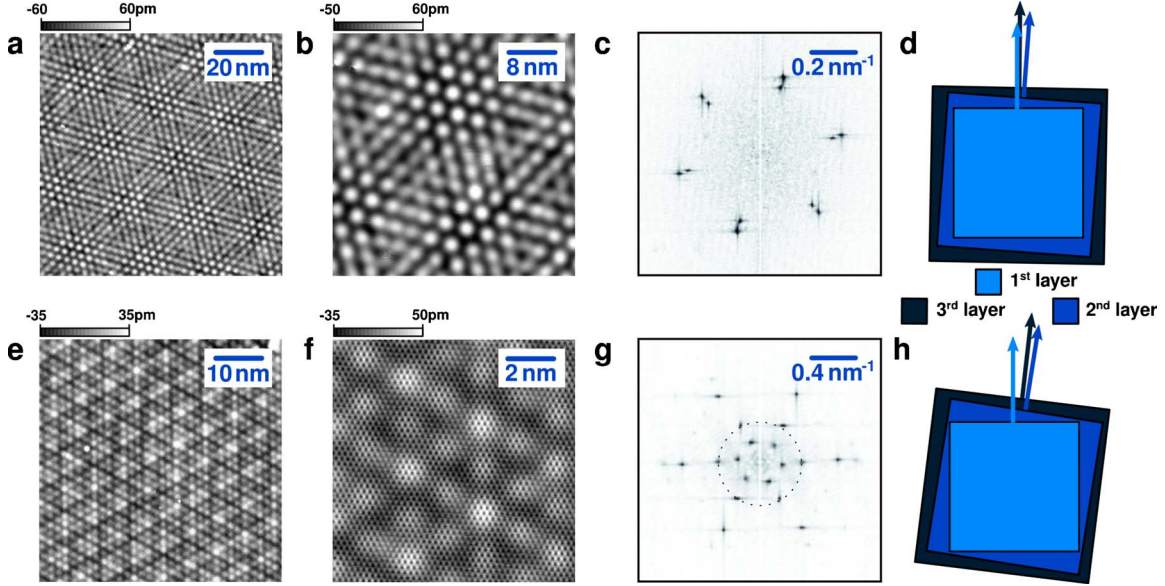 -60 60pm
-50 60pm
a
20 nm
b
8 nm
c
0.2 nm-1
d
1st layer
3rd layer
2nd layer
-35 35pm
-35 50pm
e
10 nm
f
2 nm
g
0.4 nm-1
h